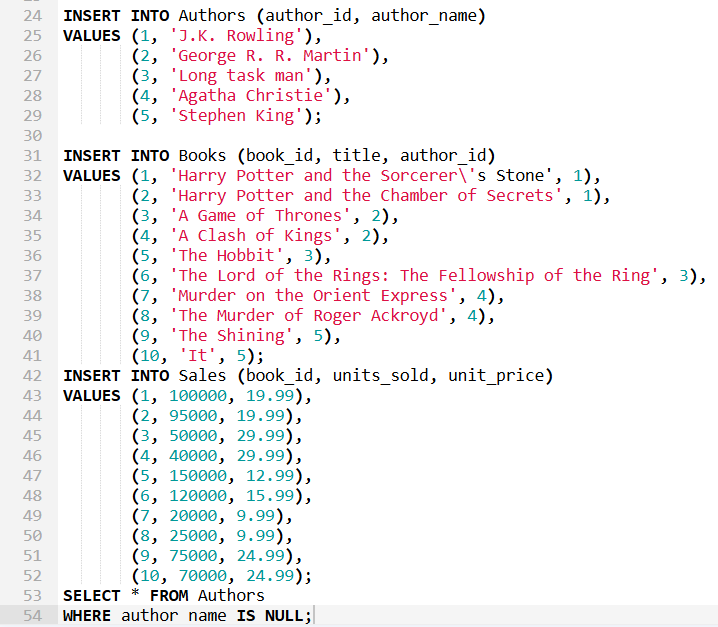 24 INSERT INTO Authors (author_id, author_name)
25 VALUES (1, 'J.K. Rowling'),
26 (2, 'George R. R. Martin'),
27 (3, 'Long task man'),
28 (4, 'Agatha Christie'),
29 (5, 'Stephen King');
30
31 INSERT INTO Books (book_id, title, author_id)
32 VALUES (1, 'Harry Potter and the Sorcerer\'s Stone', 1),
33 (2, 'Harry Potter and the Chamber of Secrets', 1),
34 (3, 'A Game of Thrones', 2),
35 (4, 'A Clash of Kings', 2),
36 (5, 'The Hobbit', 3),
37 (6, 'The Lord of the Rings: The Fellowship of the Ring', 3),
38 (7, 'Murder on the Orient Express', 4),
39 (8, 'The Murder of Roger Ackroyd', 4),
40 (9, 'The Shining', 5),
41 (10, 'It', 5);
42 INSERT INTO Sales (book_id, units_sold, unit_price)
43 VALUES (1, 100000, 19.99),
44 (2, 95000, 19.99),
45 (3, 50000, 29.99),
46 (4, 40000, 29.99),
47 (5, 150000, 12.99),
48 (6, 120000, 15.99),
49 (7, 20000, 9.99),
50 (8, 25000, 9.99),
51 (9, 75000, 24.99),
52 (10, 70000, 24.99);
53 SELECT * FROM Authors
54 WHERE author name IS NULL;